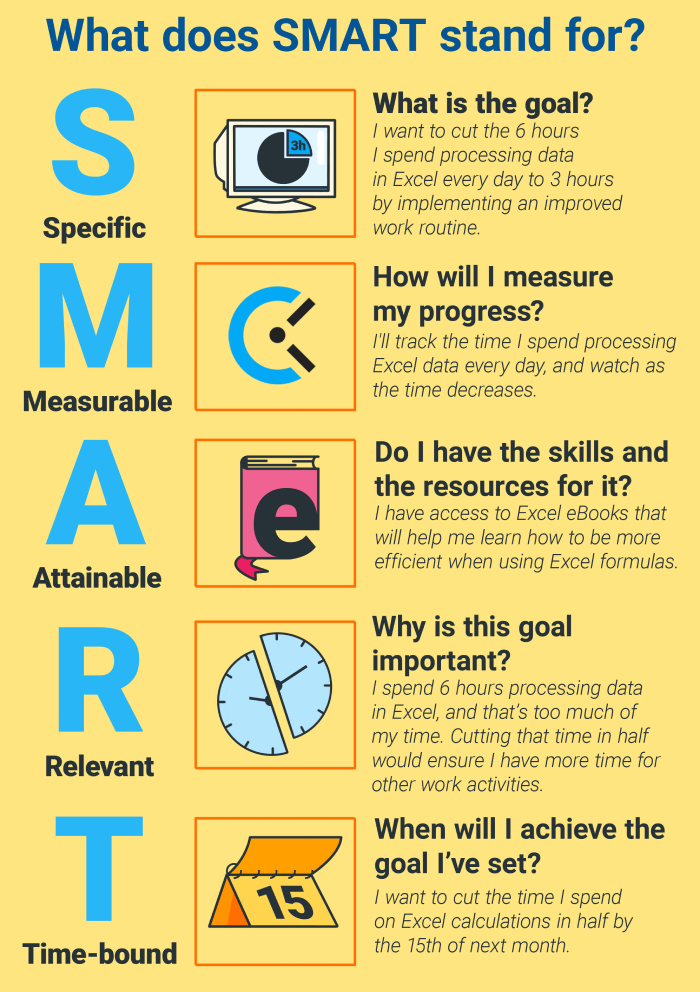 What does SMART stand for?
S
Specific
3h
What is the goal?
I want to cut the 6 hours
I spend processing data
in Excel every day to 3 hours
by implementing an improved
work routine.
M
Measurable
How will I measure
my progress?
I'll track the time I spend processing
Excel data every day, and watch as
the time decreases.
A
Attainable
e
Do I have the skills and
the resources for it?
I have access to Excel eBooks that
will help me learn how to be more
efficient when using Excel formulas.
R
Relevant
Why is this goal
important?
I spend 6 hours processing data
in Excel, and that’s too much of
my time. Cutting that time in half
would ensure I have more time for
other work activities.
T
Time-bound
15
When will I achieve the
goal I’ve set?
I want to cut the time I spend
on Excel calculations in half by
the 15th of next month.